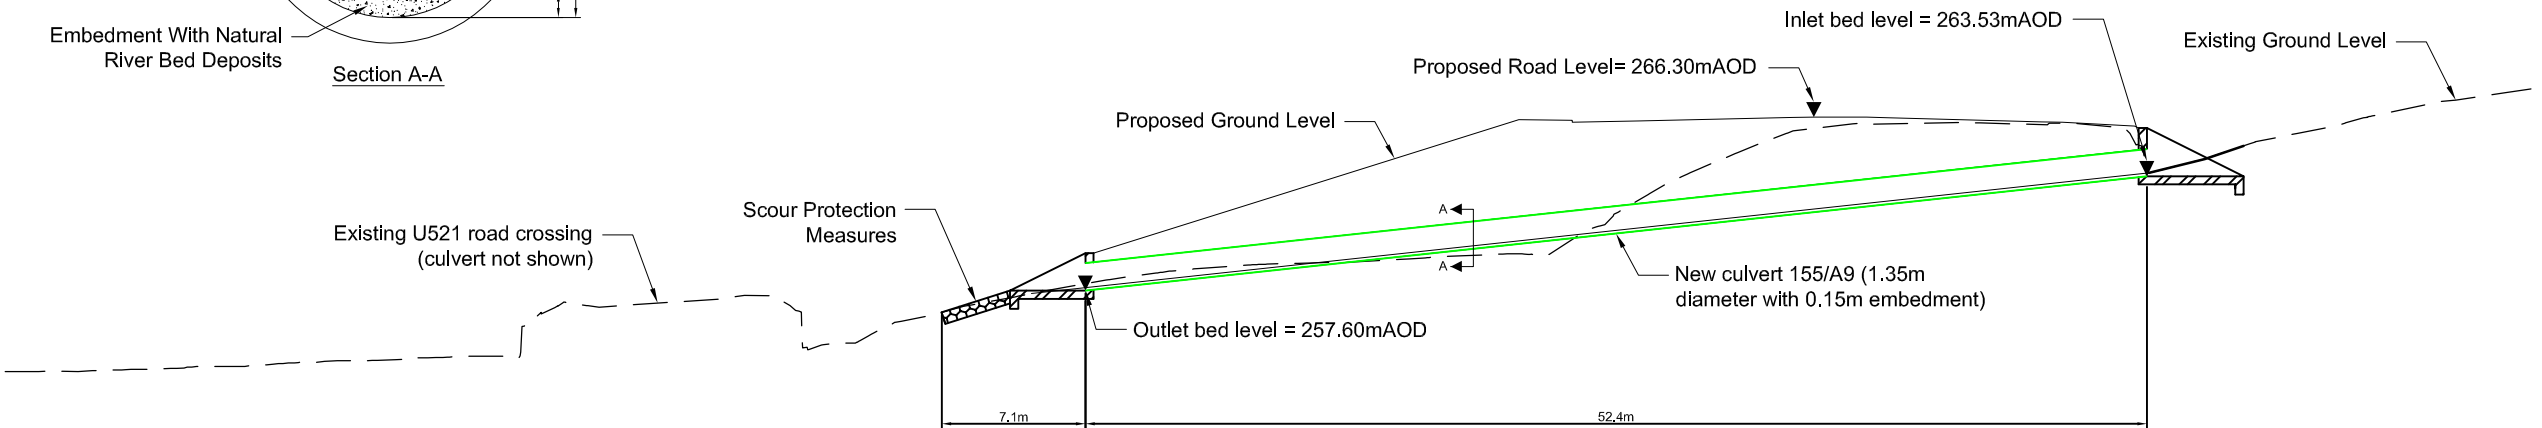 Embedment With Natural
River Bed Deposits
Section A-A
Inlet bed level = 263.53mAOD
Existing Ground Level
Proposed Road Level= 266.30mAOD
Proposed Ground Level
Scour Protection
Measures
Existing U521 road crossing
(culvert not shown)
A
A
New culvert 155/A9 (1.35m
diameter with 0.15m embedment)
Outlet bed level = 257.60mAOD
7.1m
52.4m